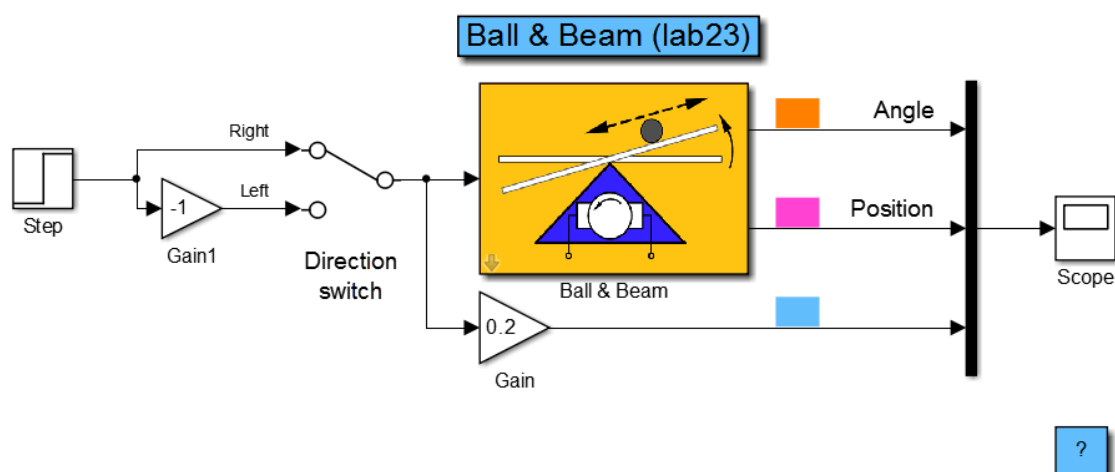 Ball & Beam (lab23)
Right
Left
-1
Step
Gain1
Direction
switch
Ball & Beam
0.2
Gain
Angle
Position
Scope
?